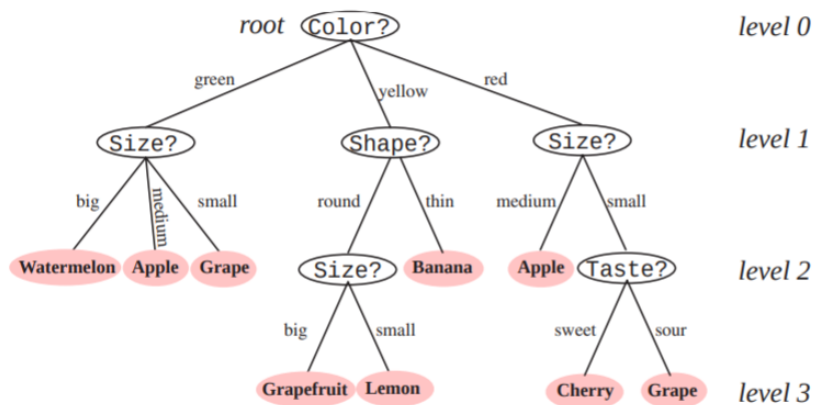 root Color? level 0
green yellow red
Size? Shape? Size? level 1
big medium small round thin medium small
Watermelon Apple Grape Size? Banana Apple Taste? level 2
big small sweet sour
Grapefruit Lemon Cherry Grape level 3